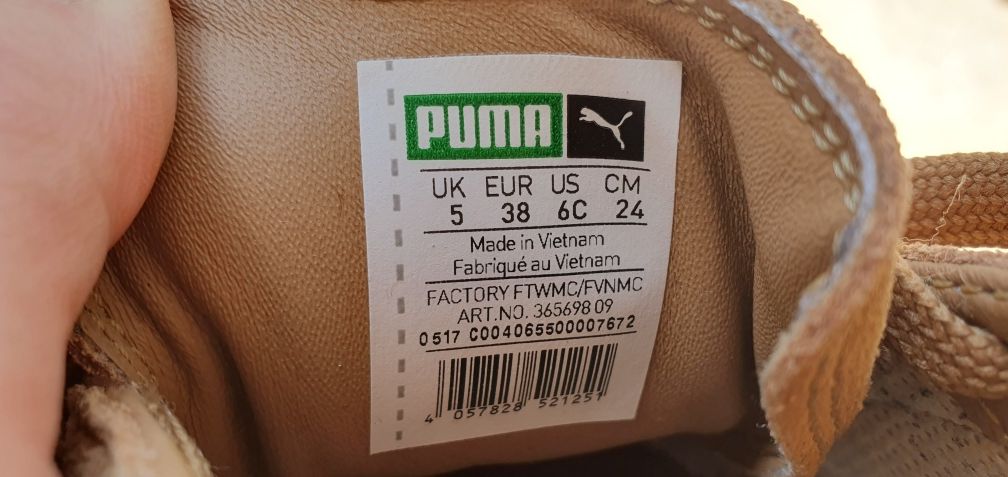 PUMA
UK EUR US CM
5 38 6C 24
Made in Vietnam
Fabriqué au Vietnam
FACTORY FTWMC/FVNMC
ART.NO. 365698 09
0517 C004065500007672
4 057828 521251